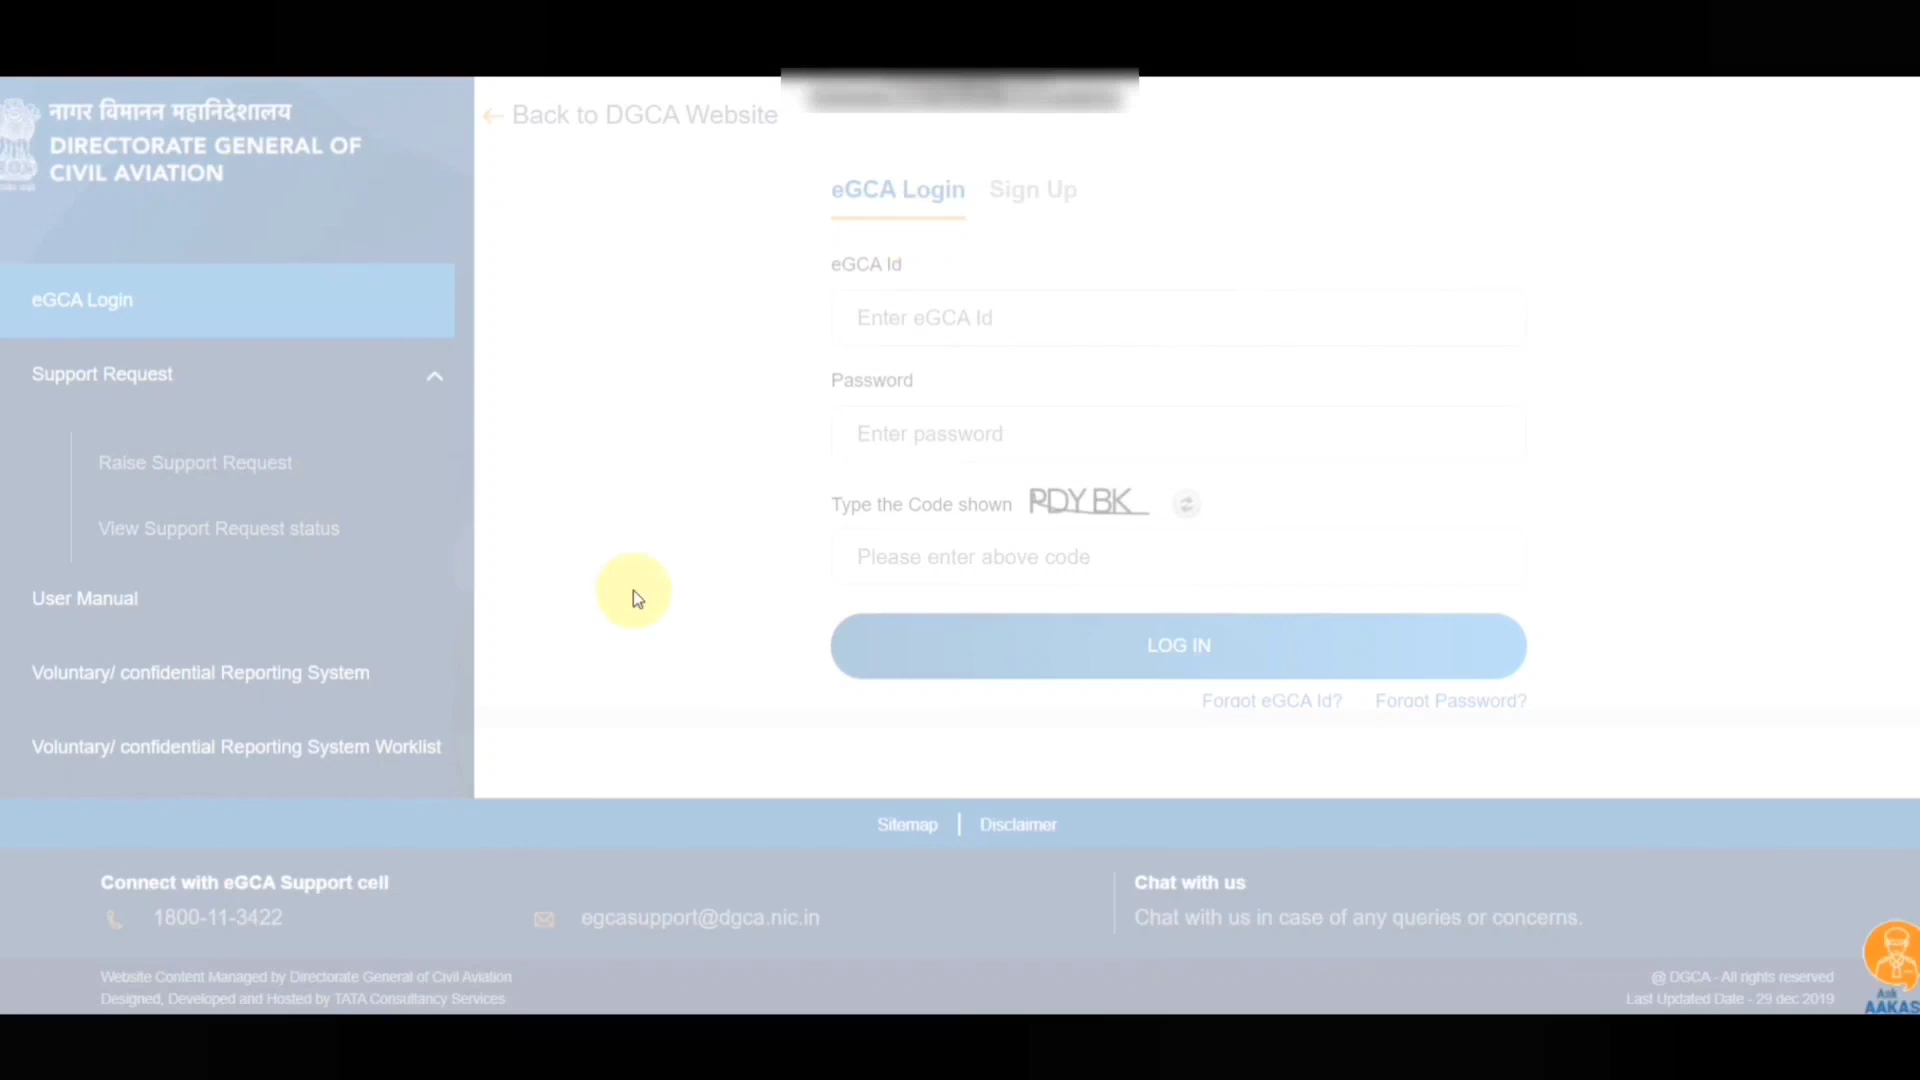 नागर विमानन महानिदेशालय
DIRECTORATE GENERAL OF
CIVIL AVIATION
eGCA Login
Support Request
Raise Support Request
View Support Request status
User Manual
Voluntary/ confidential Reporting System
Voluntary/ confidential Reporting System Worklist
Back to DGCA Website
eGCA Login Sign Up
eGCA Id
Enter eGCA Id
Password
Enter password
Type the Code shown PDYBK
Please enter above code
LOG IN
Forgot eGCA Id? Forgot Password?
Sitemap | Disclaimer
Connect with eGCA Support cell
1800-11-3422 egcasupport@dgca.nic.in
Chat with us
Chat with us in case of any queries or concerns.
Website Content Managed by Directorate General of Civil Aviation
Designed, Developed and Hosted by TATA Consultancy Services
@ DGCA - All rights reserved
Last Updated Date - 29 dec 2019
Ask
AAKAS